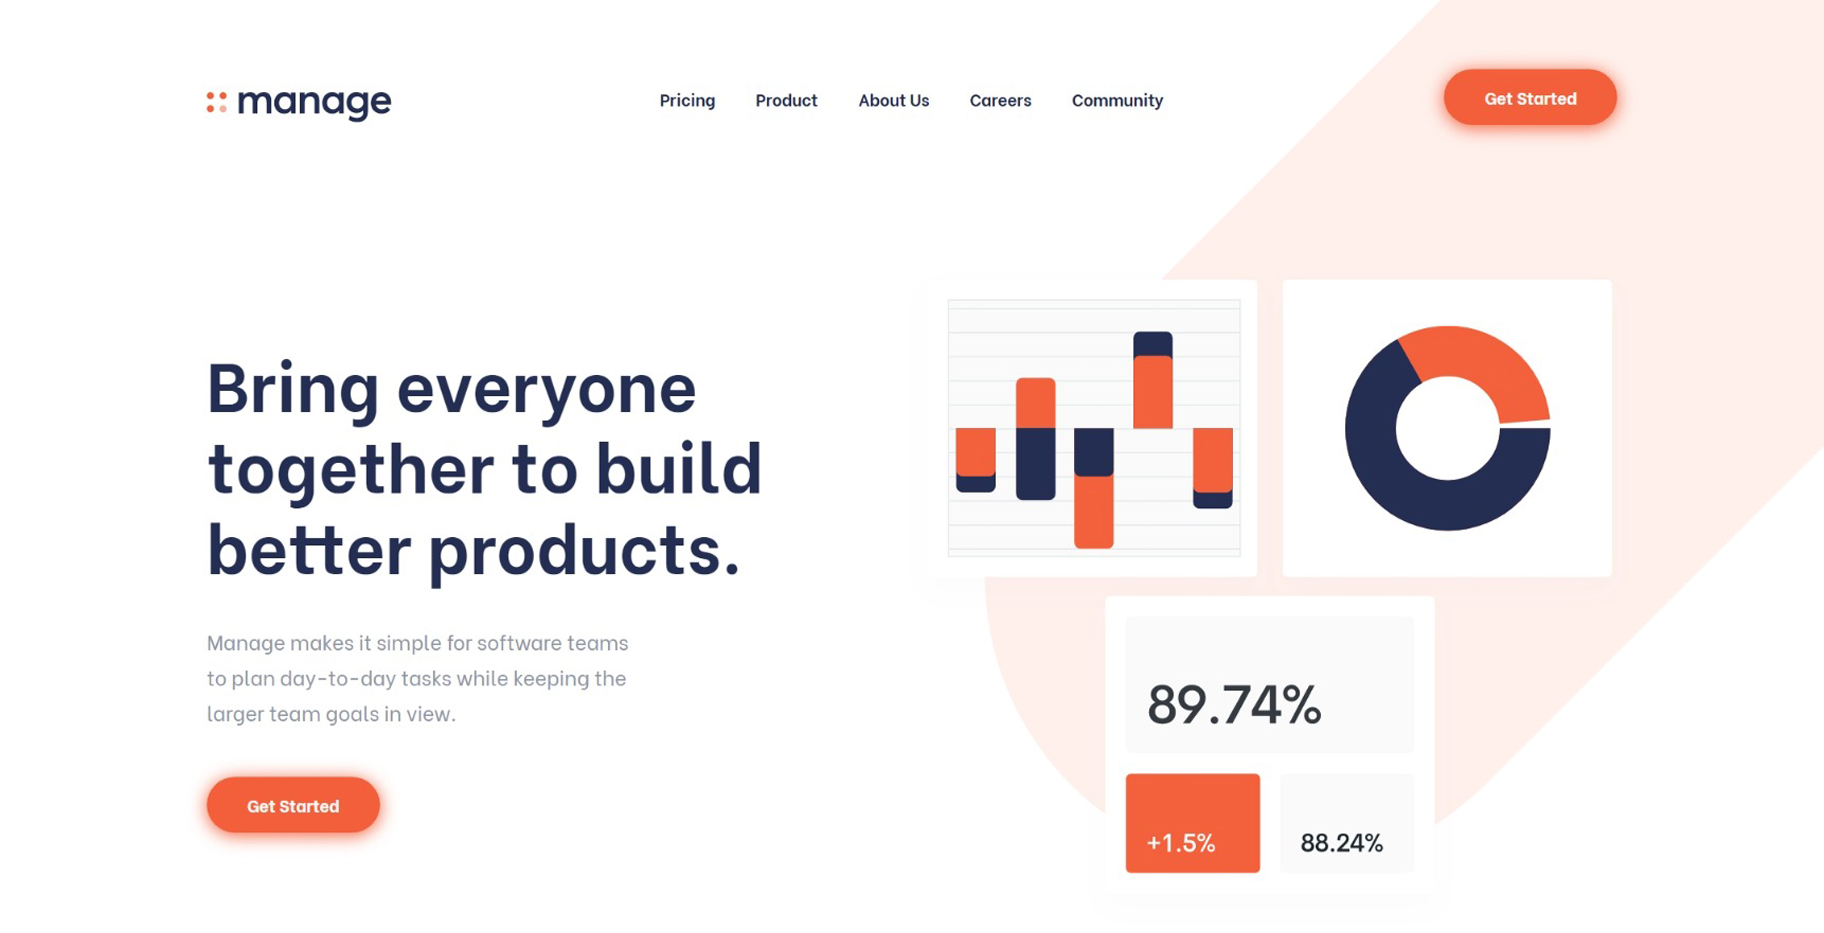 manage
Pricing
Product
About Us
Careers
Community
Get Started
Bring everyone
together to build
better products.
Manage makes it simple for software teams
to plan day-to-day tasks while keeping the
larger team goals in view.
Get Started
89.74%
+1.5%
88.24%